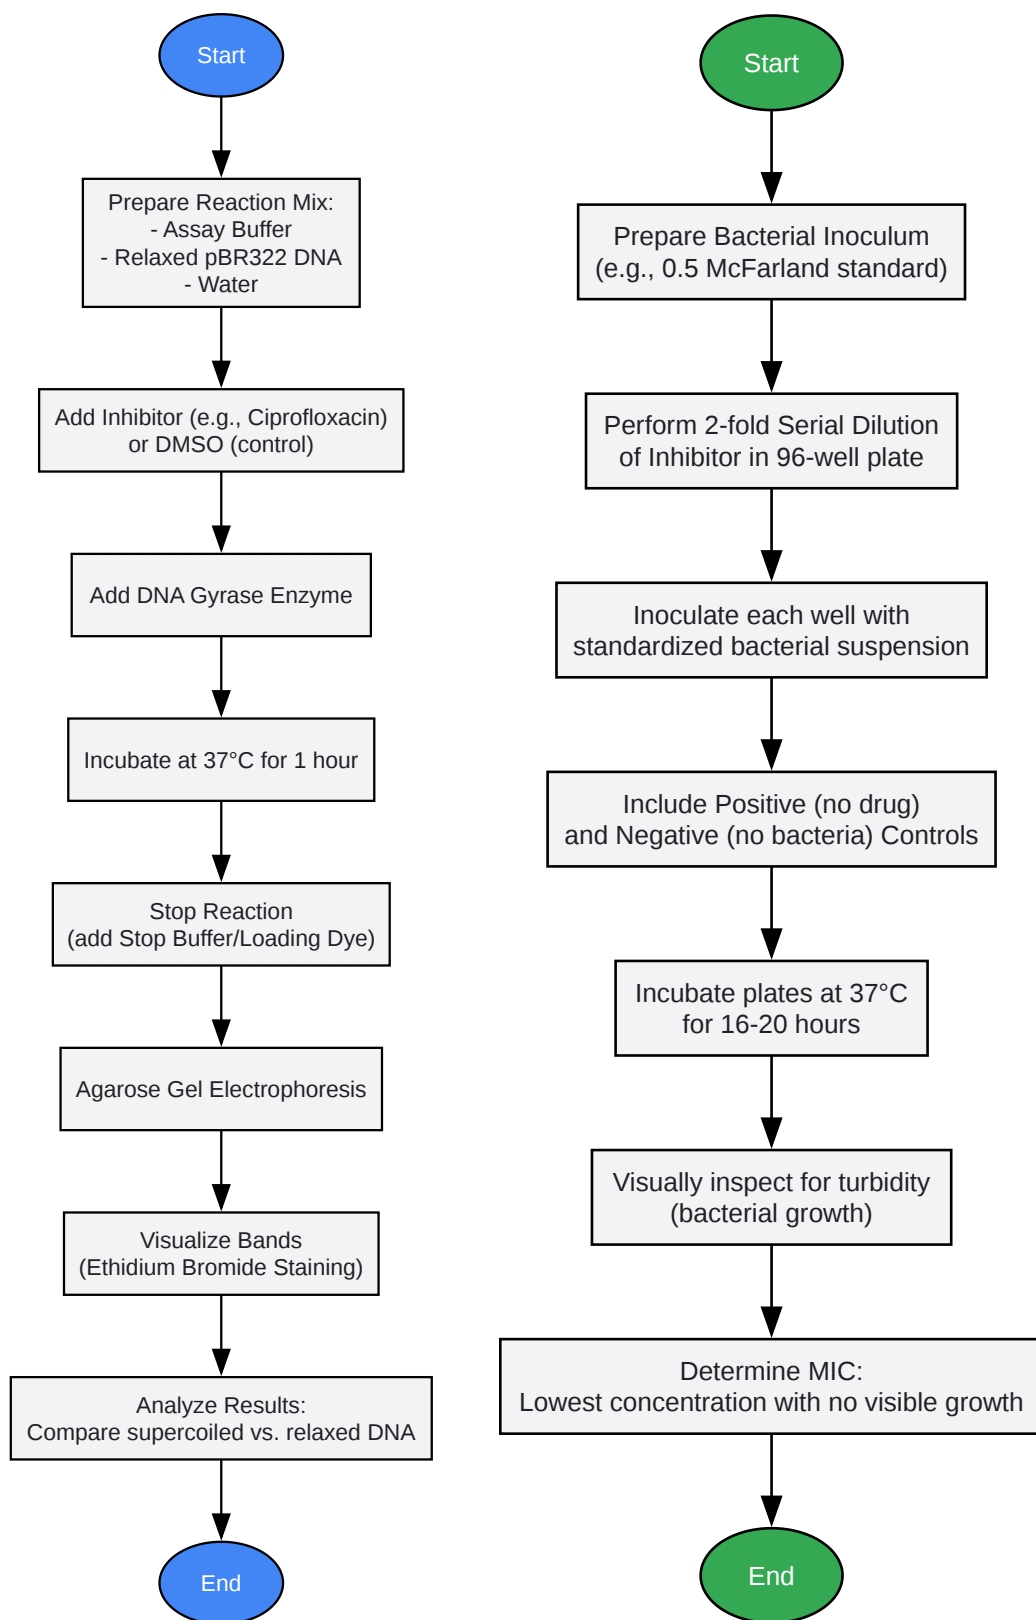 Start
Prepare Reaction Mix:
- Assay Buffer
- Relaxed pBR322 DNA
- Water
Add Inhibitor (e.g., Ciprofloxacin)
or DMSO (control)
Add DNA Gyrase Enzyme
Incubate at 37°C for 1 hour
Stop Reaction
(add Stop Buffer/Loading Dye)
Agarose Gel Electrophoresis
Visualize Bands
(Ethidium Bromide Staining)
Analyze Results:
Compare supercoiled vs. relaxed DNA
End
Start
Prepare Bacterial Inoculum
(e.g., 0.5 McFarland standard)
Perform 2-fold Serial Dilution
of Inhibitor in 96-well plate
Inoculate each well with
standardized bacterial suspension
Include Positive (no drug)
and Negative (no bacteria) Controls
Incubate plates at 37°C
for 16-20 hours
Visually inspect for turbidity
(bacterial growth)
Determine MIC:
Lowest concentration with no visible growth
End